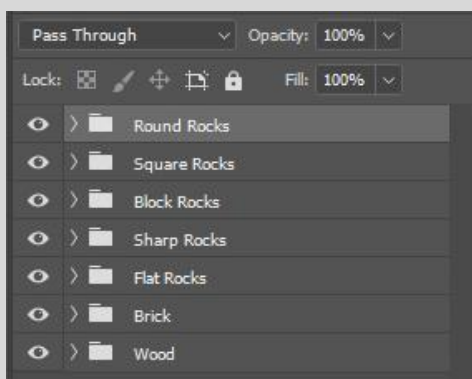 Pass Through Opacity: 100%
Lock: Fill: 100%
Round Rocks
Square Rocks
Block Rocks
Sharp Rocks
Flat Rocks
Brick
Wood